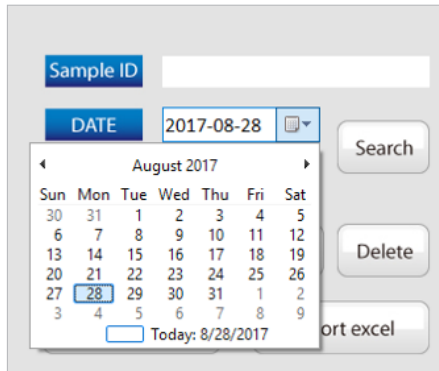 Sample ID
DATE 2017-08-28
Search
August 2017
Sun Mon Tue Wed Thu Fri Sat
30 31 1 2 3 4 5
6 7 8 9 10 11 12
13 14 15 16 17 18 19
Delete
20 21 22 23 24 25 26
27 28 29 30 31 1 2
3 4 5 6 7 8 9
Today: 8/28/2017
excel